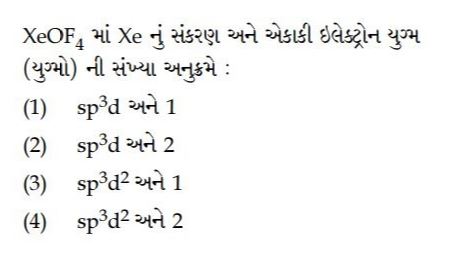 XeOF₄ માં Xe નું સંકરણ અને એકાકી ઇલેક્ટ્રોન યુગ્મ
(યુગ્મો) ની સંખ્યા અનુક્રમે :
(1) sp³d અને 1
(2) sp³d અને 2
(3) sp³d² અને 1
(4) sp³d² અને 2